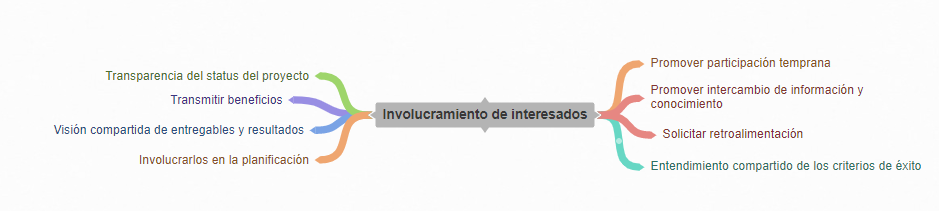 Transparencia del status del proyecto
Transmitir beneficios
Visión compartida de entregables y resultados
Involucrarlos en la planificación
Involucramiento de interesados
Promover participación temprana
Promover intercambio de información y
conocimiento
Solicitar retroalimentación
Entendimiento compartido de los criterios de éxito